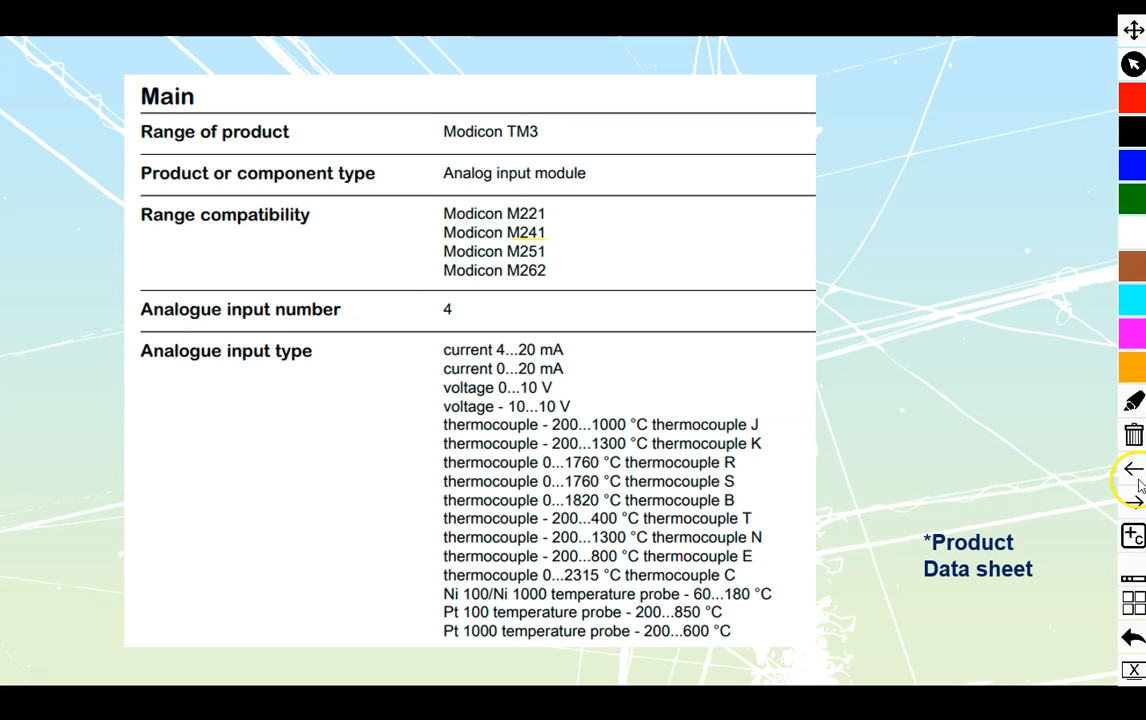 Main
Range of product Modicon TM3
Product or component type Analog input module
Range compatibility Modicon M221
Modicon M241
Modicon M251
Modicon M262
Analogue input number 4
Analogue input type current 4...20 mA
current 0...20 mA
voltage 0...10 V
voltage - 10...10 V
thermocouple - 200...1000 °C thermocouple J
thermocouple - 200...1300 °C thermocouple K
thermocouple 0...1760 °C thermocouple R
thermocouple 0...1760 °C thermocouple S
thermocouple 0...1820 °C thermocouple B
thermocouple - 200...400 °C thermocouple T
thermocouple - 200...1300 °C thermocouple N
thermocouple - 200...800 °C thermocouple E
thermocouple 0...2315 °C thermocouple C
Ni 100/Ni 1000 temperature probe - 60...180 °C
Pt 100 temperature probe - 200...850 °C
Pt 1000 temperature probe - 200...600 °C
*Product
Data sheet
+C
X